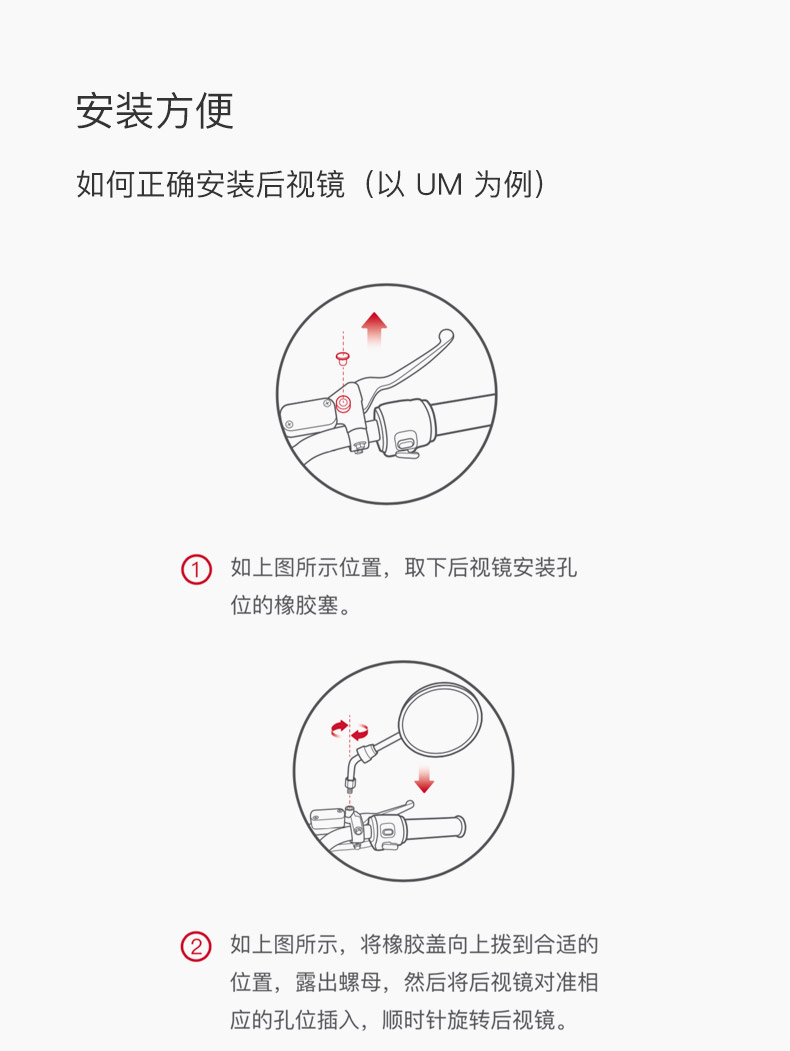 安装方便
如何正确安装后视镜（以 UM 为例）
1 如上图所示位置，取下后视镜安装孔
位的橡胶塞。
2 如上图所示，将橡胶盖向上拨到合适的
位置，露出螺母，然后将后视镜对准相
应的孔位插入，顺时针旋转后视镜。